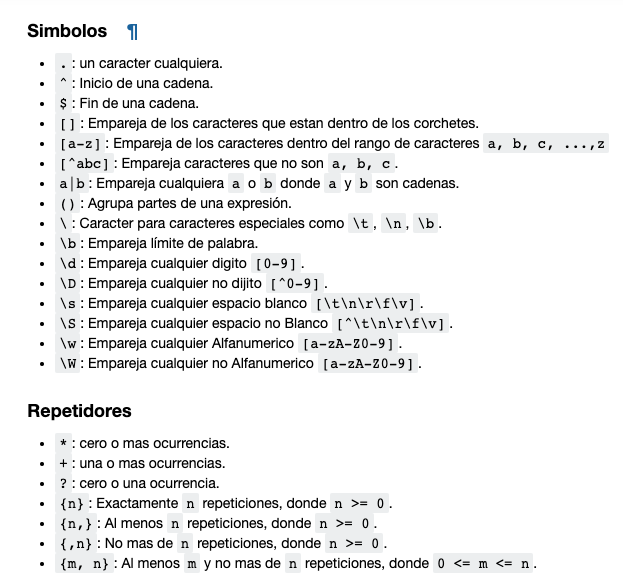 Simbolos ¶
• . : un caracter cualquiera.
• ^ : Inicio de una cadena.
• $ : Fin de una cadena.
• [] : Empareja de los caracteres que estan dentro de los corchetes.
• [a-z] : Empareja de los caracteres dentro del rango de caracteres a, b, c, ...,z
• [^abc] : Empareja caracteres que no son a, b, c .
• a|b : Empareja cualquiera a o b donde a y b son cadenas.
• () : Agrupa partes de una expresión.
• \ : Caracter para caracteres especiales como \t , \n , \b .
• \b : Empareja límite de palabra.
• \d : Empareja cualquier digito [0-9] .
• \D : Empareja cualquier no dijito [^0-9] .
• \s : Empareja cualquier espacio blanco [\t\n\r\f\v] .
• \S : Empareja cualquier espacio no Blanco [^\t\n\r\f\v] .
• \w : Empareja cualquier Alfanumerico [a-zA-Z0-9] .
• \W : Empareja cualquier no Alfanumerico [a-zA-Z0-9] .
Repetidores
• * : cero o mas ocurrencias.
• + : una o mas ocurrencias.
• ? : cero o una ocurrencia.
• {n} : Exactamente n repeticiones, donde n >= 0 .
• {n,} : Al menos n repeticiones, donde n >= 0 .
• {,n} : No mas de n repeticiones, donde n >= 0 .
• {m, n} : Al menos m y no mas de n repeticiones, donde 0 <= m <= n .